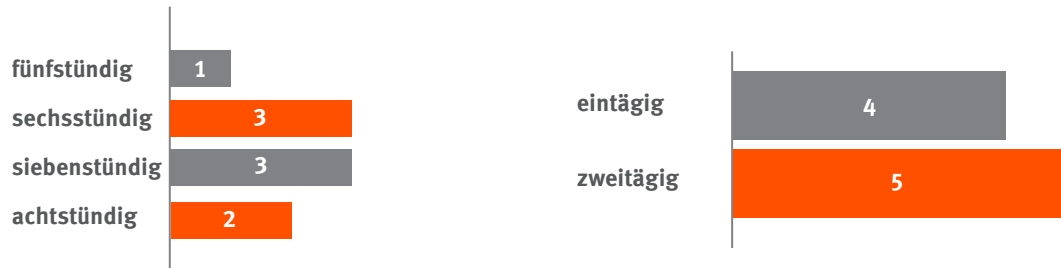 fünfstündig 1
sechsstündig 3
siebenstündig 3
achtstündig 2
eintägig 4
zweitägig 5